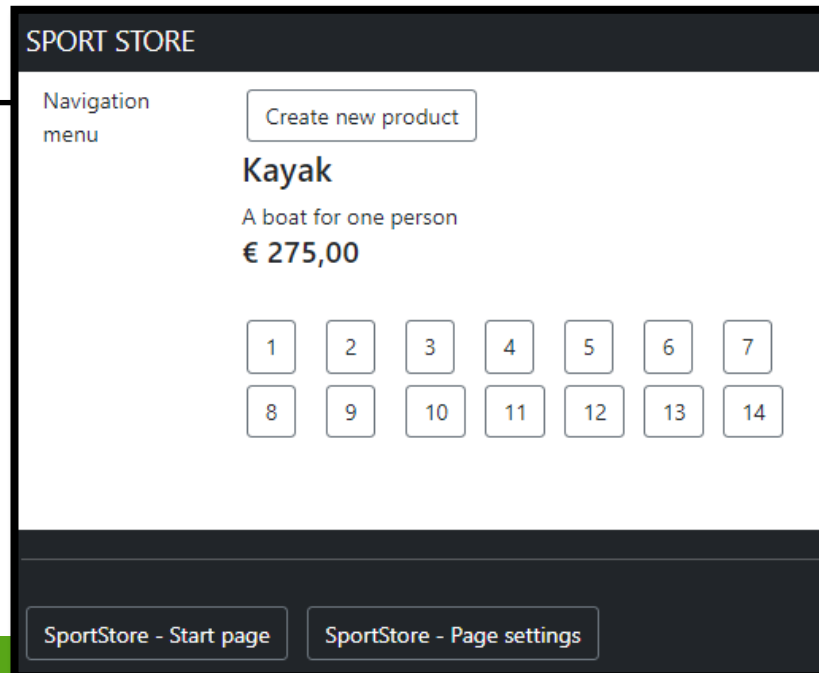 SPORT STORE
Navigation
menu
Create new product
Kayak
A boat for one person
€ 275,00
1 2 3 4 5 6 7
8 9 10 11 12 13 14
SportStore - Start page SportStore - Page settings